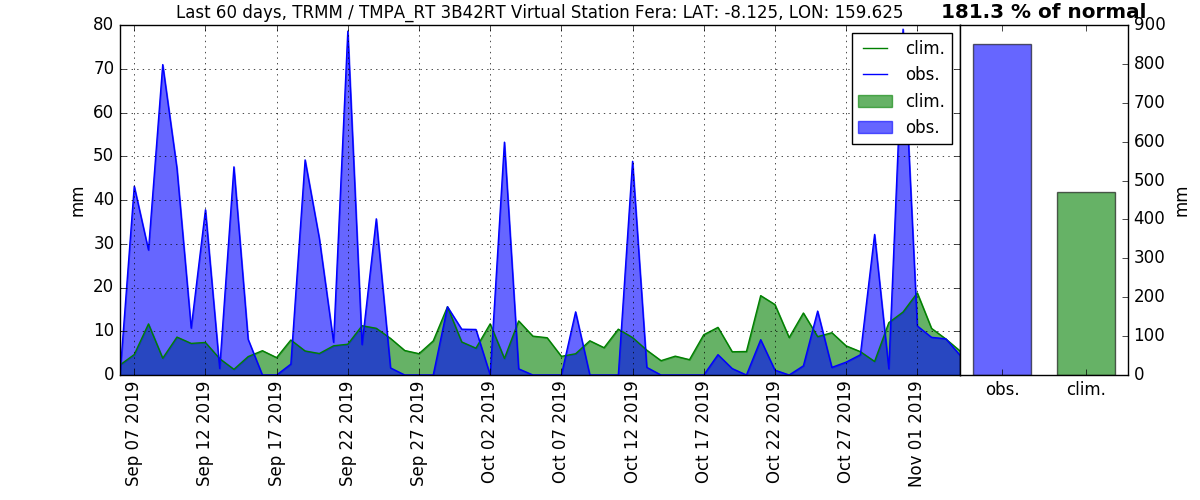 Last 60 days, TRMM / TMPA_RT 3B42RT Virtual Station Fera: LAT: -8.125, LON: 159.625
181.3 % of normal
80
70
60
50
40
30
20
10
0
mm
clim.
obs.
clim.
obs.
900
800
700
600
500
400
300
200
100
0
mm
Sep 07 2019
Sep 12 2019
Sep 17 2019
Sep 22 2019
Sep 27 2019
Oct 02 2019
Oct 07 2019
Oct 12 2019
Oct 17 2019
Oct 22 2019
Oct 27 2019
Nov 01 2019
obs.
clim.